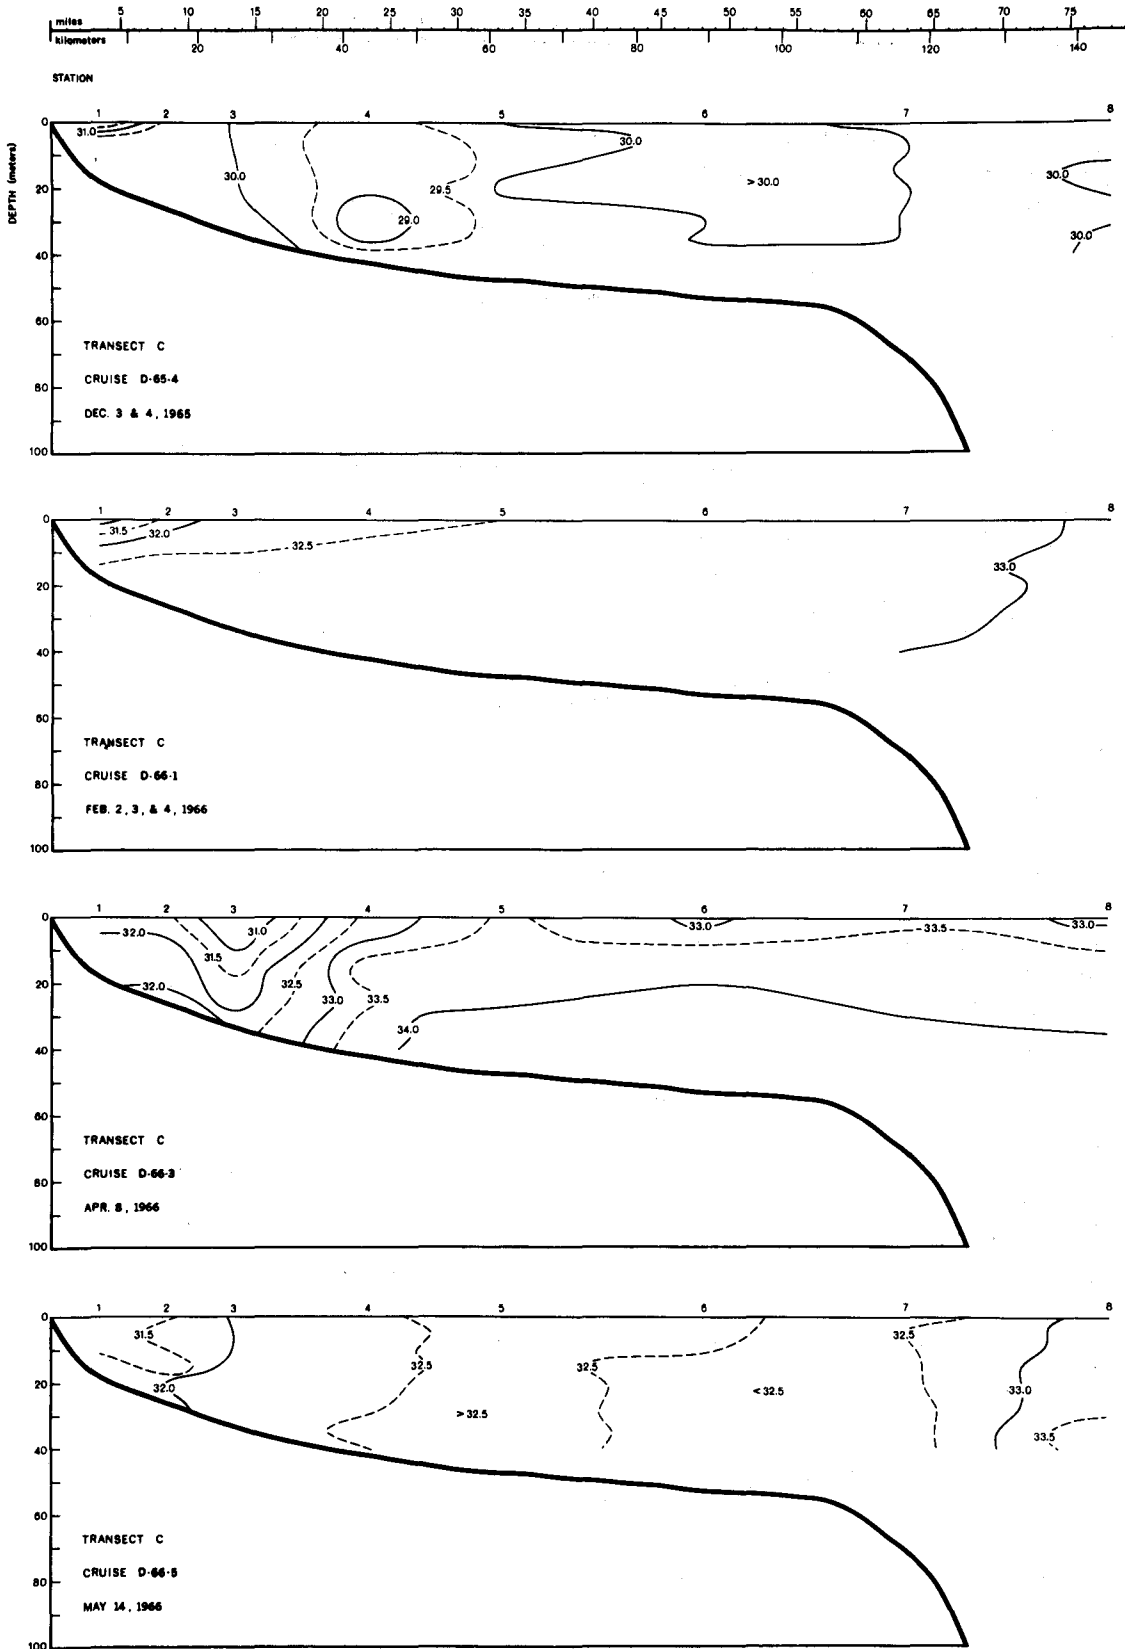 miles 5 10 15 20 25 30 35 40 45 50 55 60 65 70 75
kilometers 20 40 60 80 100 120 140
STATION
1 2 3 4 5 6 7 8
DEPTH (meters)
0 20 40 60 80 100
31.0 30.0 29.5 29.0 30.0 >30.0 30.0 30.0
TRANSECT C
CRUISE D-65-4
DEC. 3 & 4, 1965
1 2 3 4 5 6 7 8
0 20 40 60 80 100
31.5 32.0 32.5 33.0
TRANSECT C
CRUISE D-66-1
FEB. 2, 3, & 4, 1966
1 2 3 4 5 6 7 8
0 20 40 60 80 100
32.0 31.0 31.5 32.0 32.5 33.0 33.5 34.0 33.0 33.5 33.0
TRANSECT C
CRUISE D-66-3
APR. 8, 1966
1 2 3 4 5 6 7 8
0 20 40 60 80 100
31.5 32.0 32.5 >32.5 32.5 <32.5 32.5 33.0 33.5
TRANSECT C
CRUISE D-66-5
MAY 14, 1966